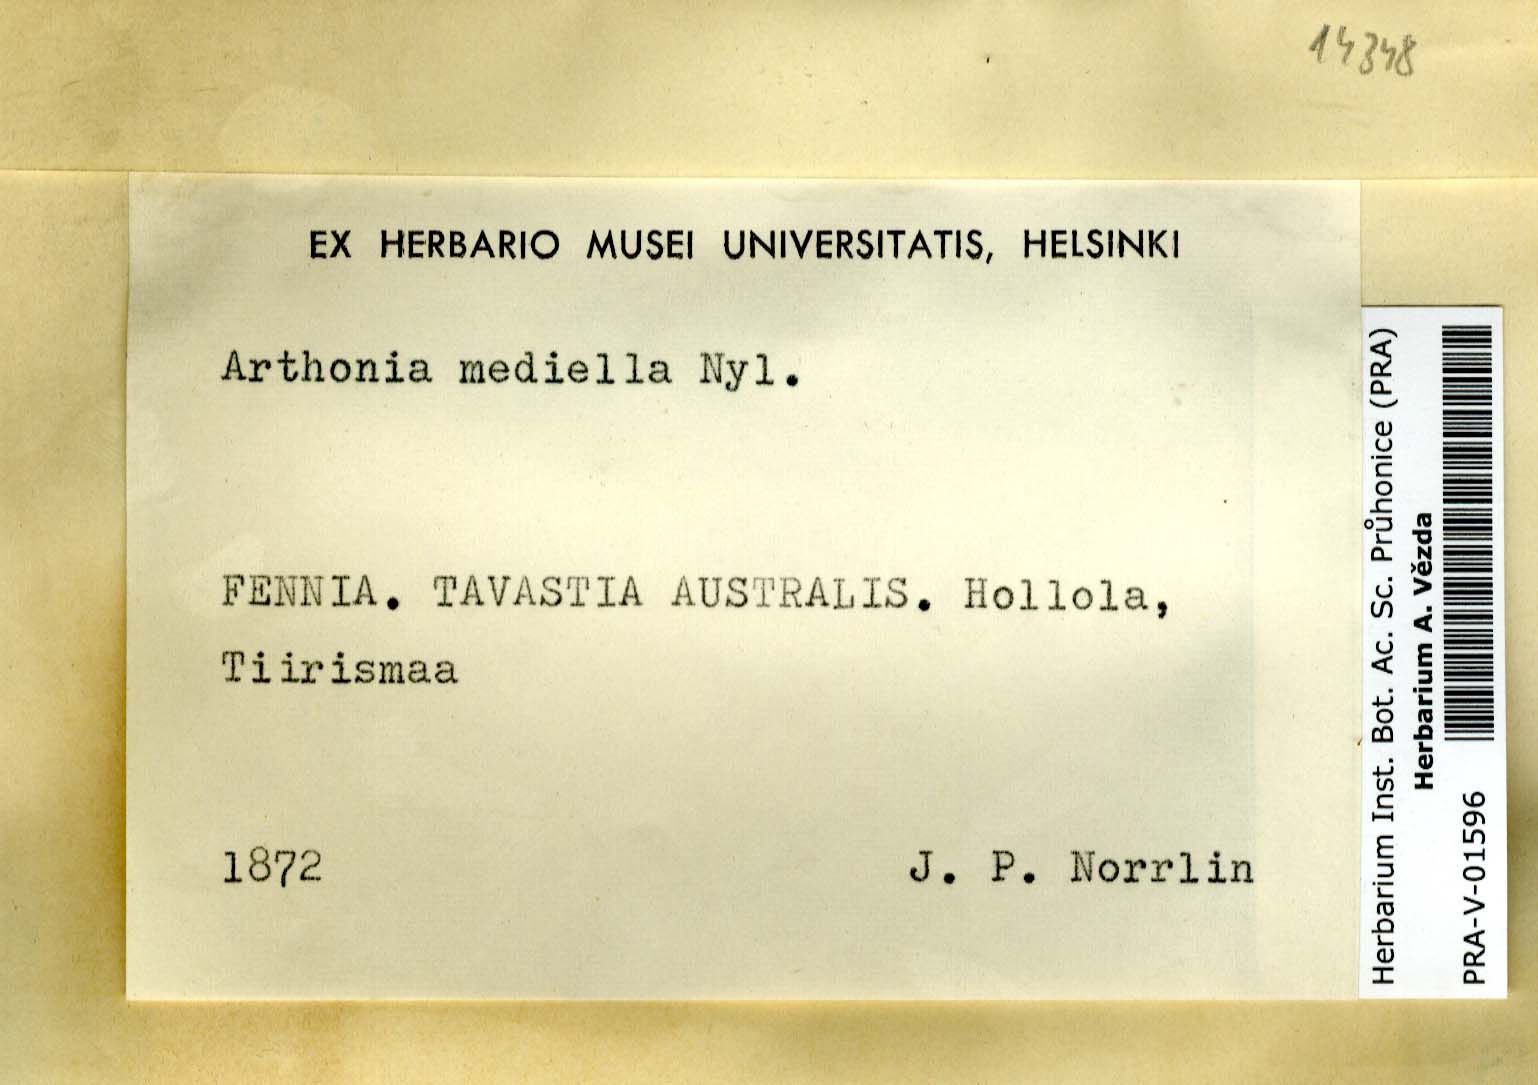 14348
EX HERBARIO MUSEI UNIVERSITATIS, HELSINKI
Arthonia mediella Nyl.
FENNIA. TAVASTIA AUSTRALIS. Hollola,
Tiirismaa
1872 J. P. Norrlin
Herbarium Inst. Bot. Ac. Sc. Průhonice (PRA)
Herbarium A. Vězda
PRA-V-01596